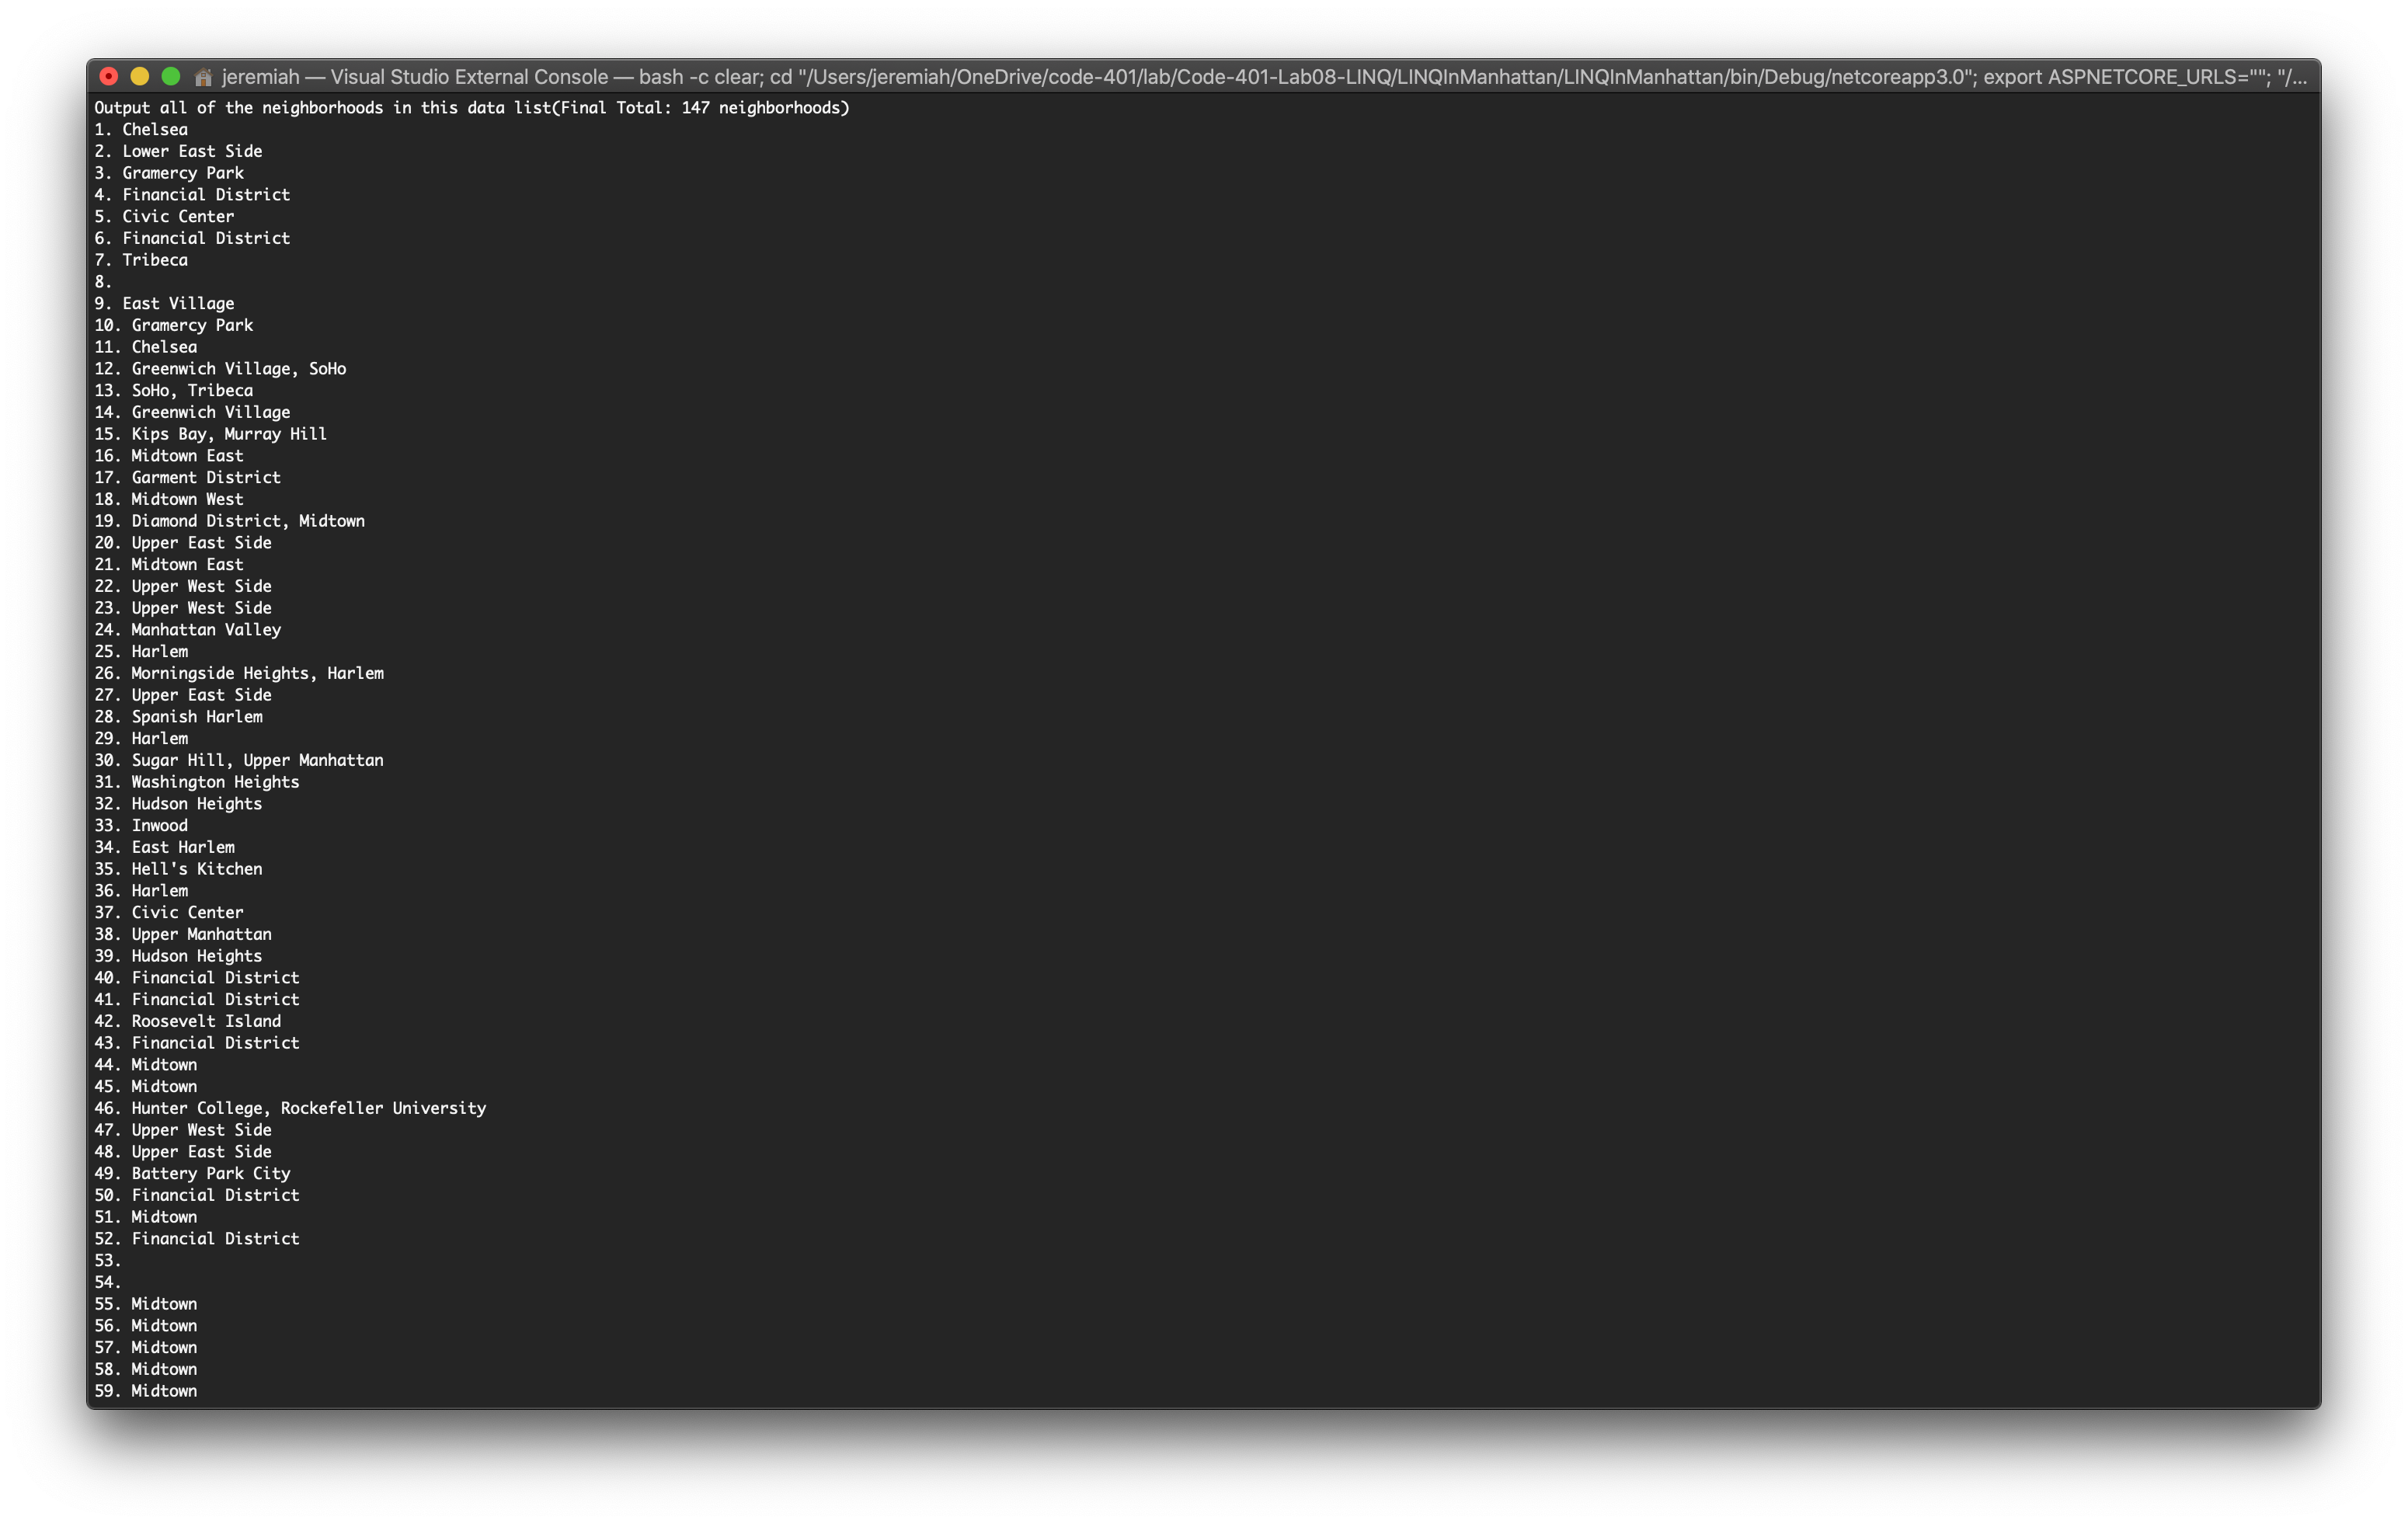 jeremiah — Visual Studio External Console — bash -c clear; cd "/Users/jeremiah/OneDrive/code-401/lab/Code-401-Lab08-LINQ/LINQInManhattan/LINQInManhattan/bin/Debug/netcoreapp3.0"; export ASPNETCORE_URLS=""; "/...
Output all of the neighborhoods in this data list(Final Total: 147 neighborhoods)
1. Chelsea
2. Lower East Side
3. Gramercy Park
4. Financial District
5. Civic Center
6. Financial District
7. Tribeca
8.
9. East Village
10. Gramercy Park
11. Chelsea
12. Greenwich Village, SoHo
13. SoHo, Tribeca
14. Greenwich Village
15. Kips Bay, Murray Hill
16. Midtown East
17. Garment District
18. Midtown West
19. Diamond District, Midtown
20. Upper East Side
21. Midtown East
22. Upper West Side
23. Upper West Side
24. Manhattan Valley
25. Harlem
26. Morningside Heights, Harlem
27. Upper East Side
28. Spanish Harlem
29. Harlem
30. Sugar Hill, Upper Manhattan
31. Washington Heights
32. Hudson Heights
33. Inwood
34. East Harlem
35. Hell's Kitchen
36. Harlem
37. Civic Center
38. Upper Manhattan
39. Hudson Heights
40. Financial District
41. Financial District
42. Roosevelt Island
43. Financial District
44. Midtown
45. Midtown
46. Hunter College, Rockefeller University
47. Upper West Side
48. Upper East Side
49. Battery Park City
50. Financial District
51. Midtown
52. Financial District
53.
54.
55. Midtown
56. Midtown
57. Midtown
58. Midtown
59. Midtown